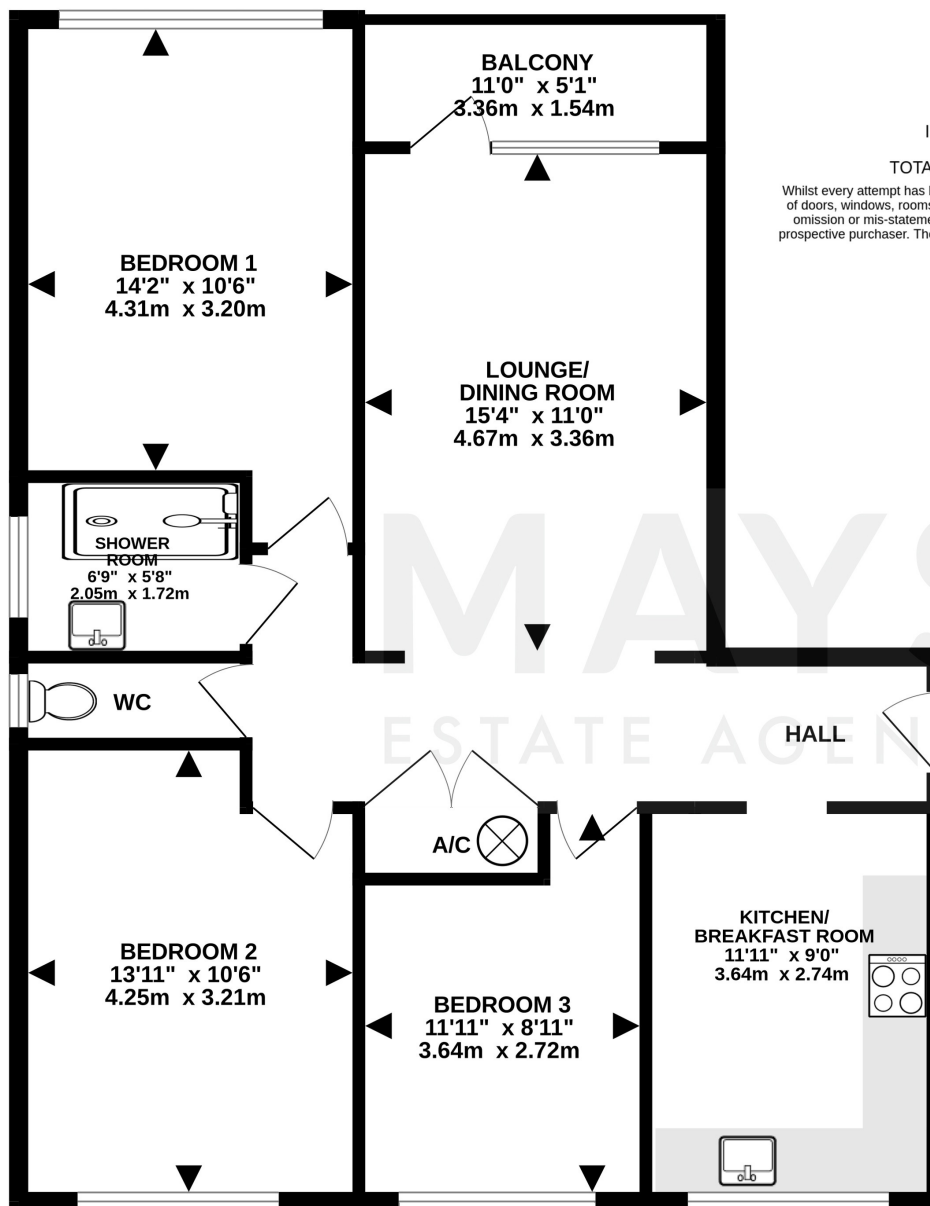 BALCONY
11'0" x 5'1"
3.36m x 1.54m
TOTA
Whilst every attempt has
of doors, windows, rooms
omission or mis-stateme
prospective purchaser. The
BEDROOM 1
14'2" x 10'6"
4.31m x 3.20m
LOUNGE/
DINING ROOM
15'4" x 11'0"
4.67m x 3.36m
SHOWER
ROOM
6'9" x 5'8"
2.05m x 1.72m
MAYS
ESTATE AGEN
WC
HALL
A/C
KITCHEN/
BREAKFAST ROOM
11'11" x 9'0"
3.64m x 2.74m
BEDROOM 2
13'11" x 10'6"
4.25m x 3.21m
BEDROOM 3
11'11" x 8'11"
3.64m x 2.72m